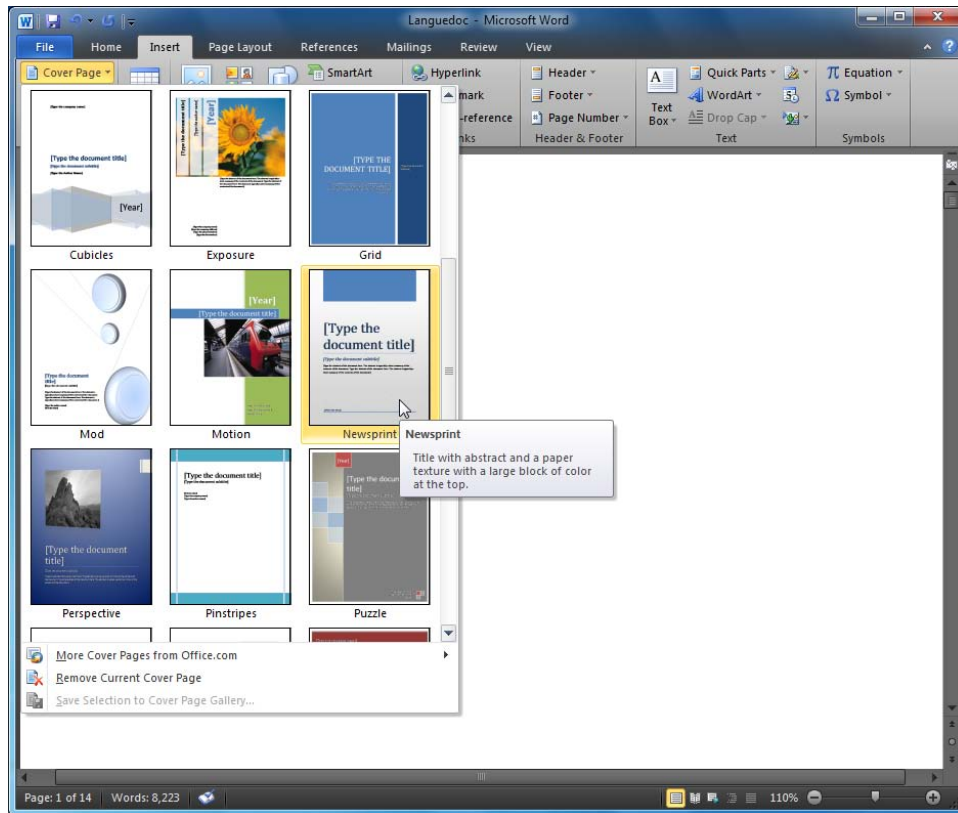 Languedoc - Microsoft Word
File Home Insert Page Layout References Mailings Review View
Cover Page SmartArt Hyperlink Header Quick Parts Equation
mark Footer WordArt Symbol
-reference Page Number Text Box Drop Cap
nks Header & Footer Text Symbols
[Type the document title]
[Year]
[Year]
[TYPE THE
DOCUMENT TITLE]
Cubicles Exposure Grid
[Type the document
title]
[Year]
[Type the document title]
[Type the
document title]
Mod Motion Newsprint
Newsprint
Title with abstract and a paper
texture with a large block of color
at the top.
[Type the document
title]
[Type the document title]
[Year]
[Type the docum
title]
Perspective Pinstripes Puzzle
More Cover Pages from Office.com
Remove Current Cover Page
Save Selection to Cover Page Gallery...
Page: 1 of 14 Words: 8,223 110%